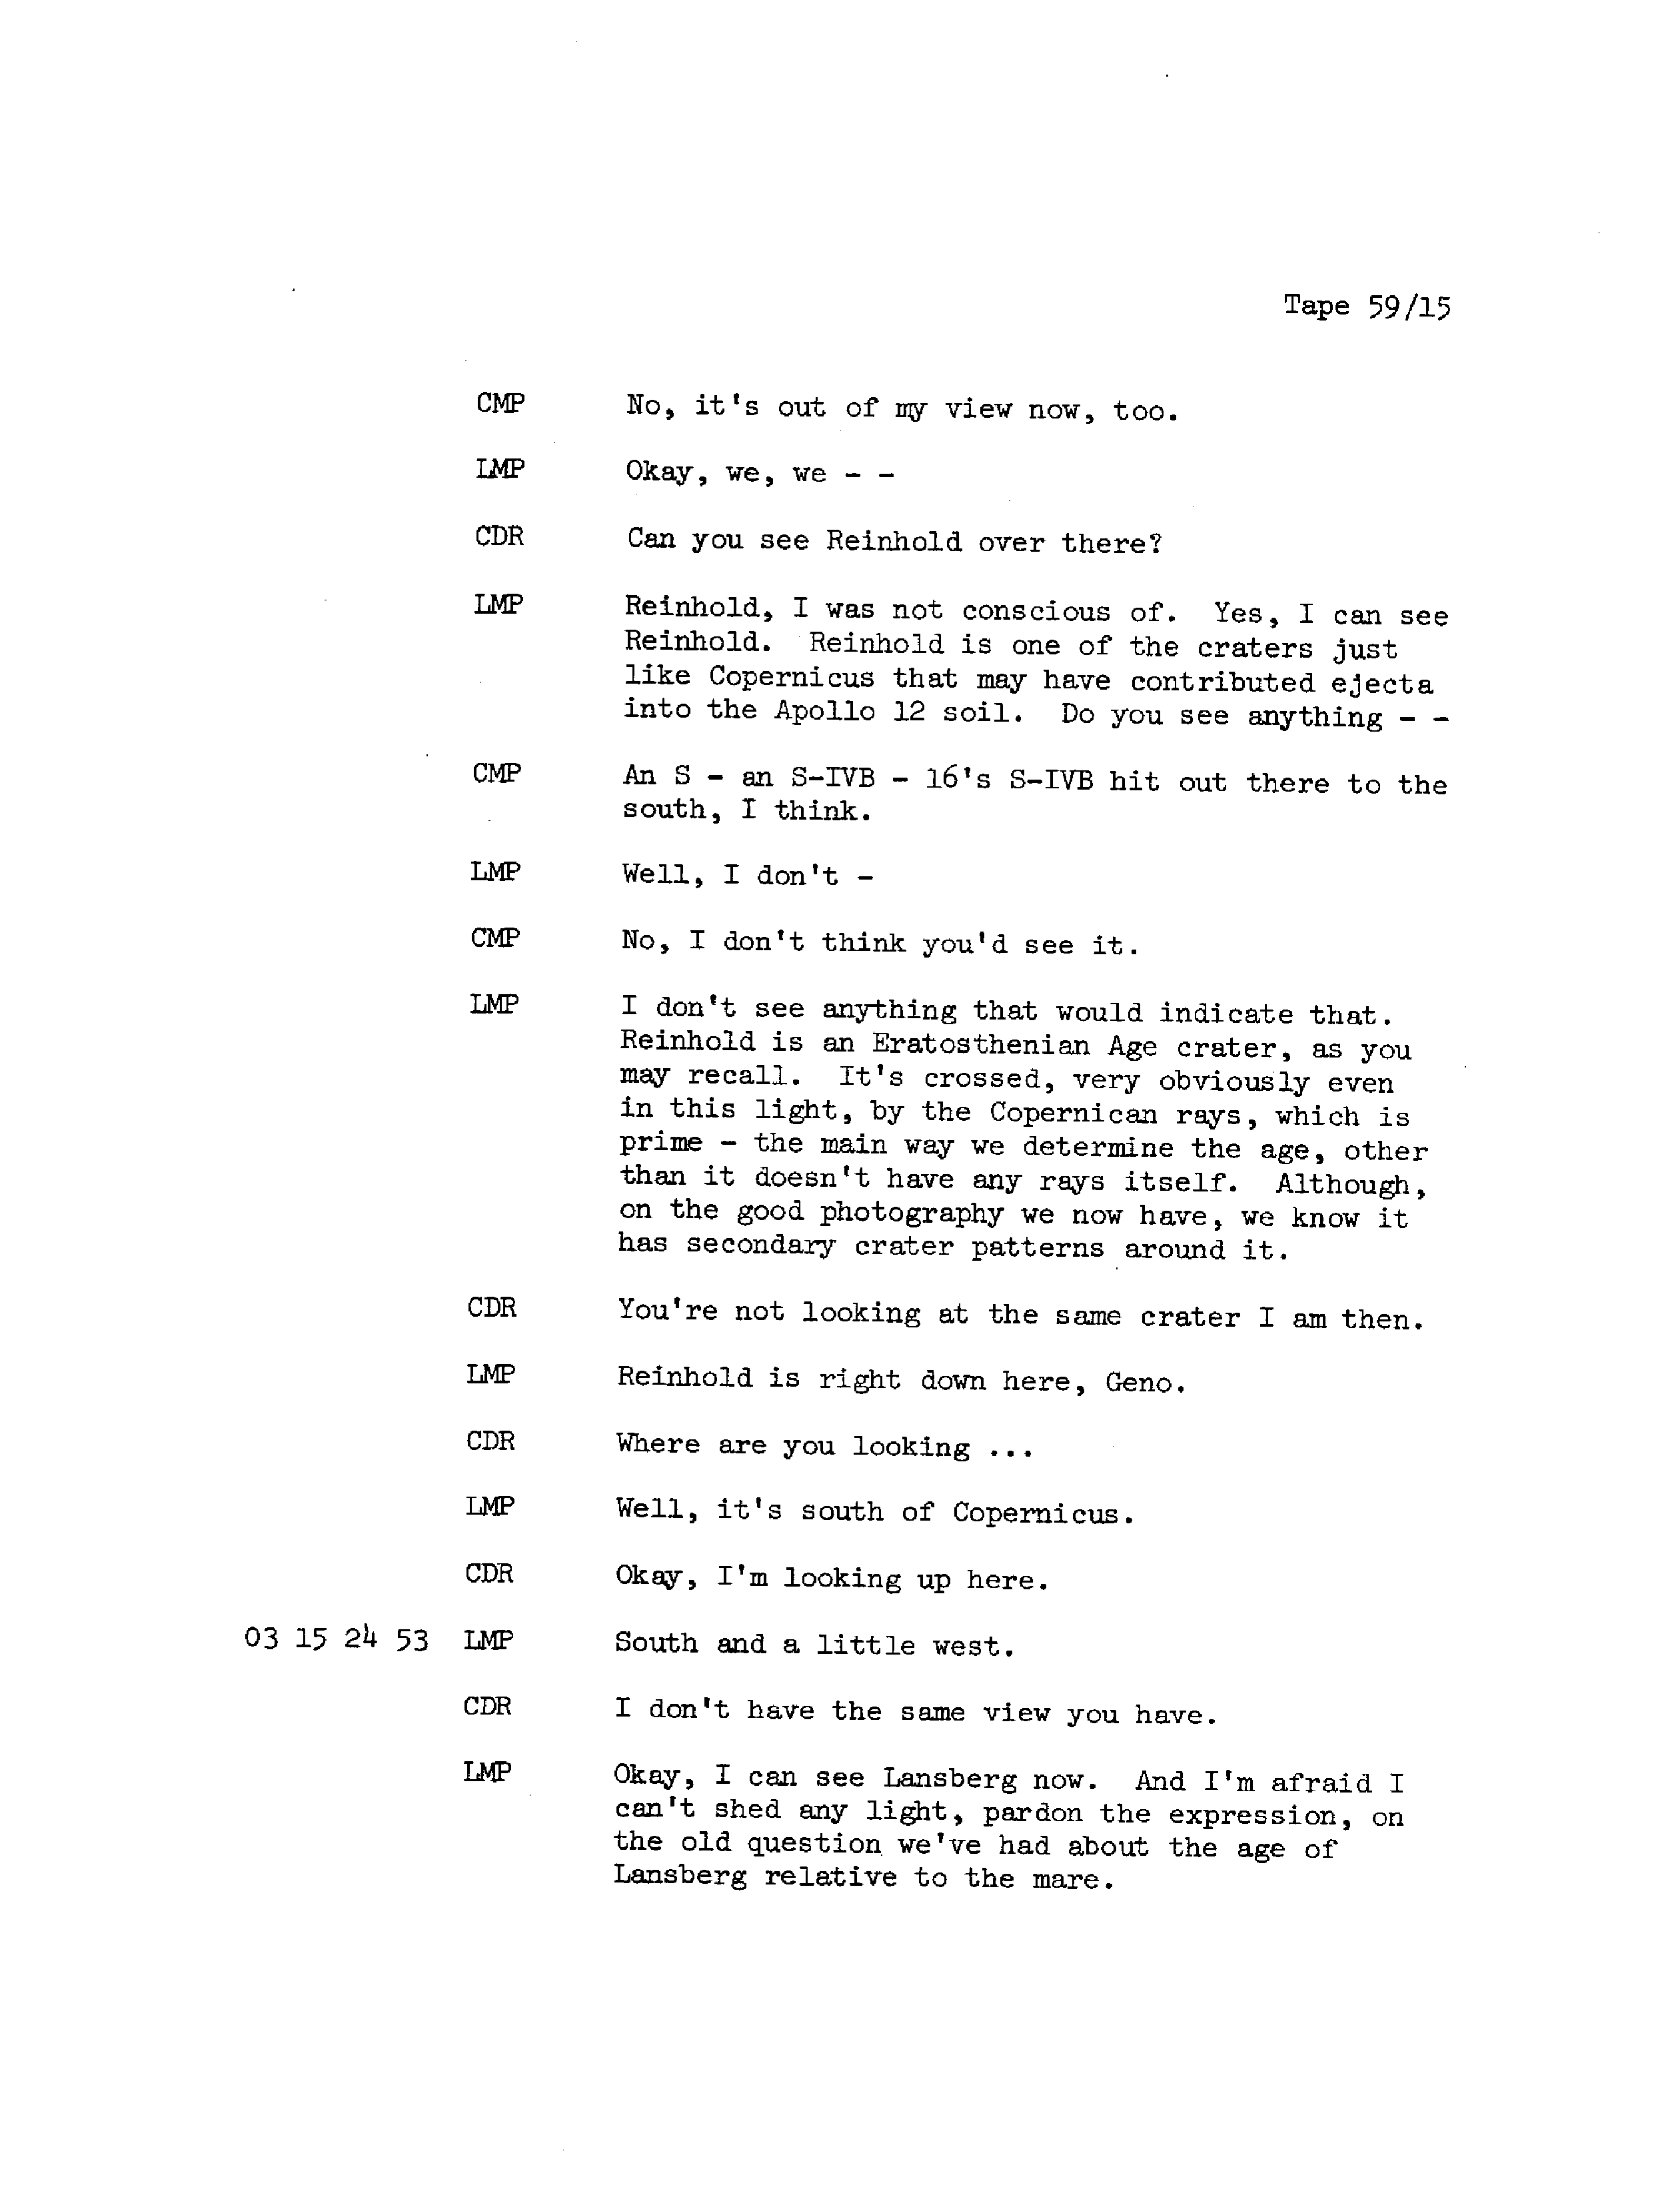 Tape 59/15
CMP No, it's out of my view now, too.
LMP Okay, we, we - -
CDR Can you see Reinhold over there?
LMP Reinhold, I was not conscious of. Yes, I can see
Reinhold. Reinhold is one of the craters just
like Copernicus that may have contributed ejecta
into the Apollo 12 soil. Do you see anything - -
CMP An S - an S-IVB - 16's S-IVB hit out there to the
south, I think.
LMP Well, I don't -
CMP No, I don't think you'd see it.
LMP I don't see anything that would indicate that.
Reinhold is an Eratosthenian Age crater, as you
may recall. It's crossed, very obviously even
in this light, by the Copernican rays, which is
prime - the main way we determine the age, other
than it doesn't have any rays itself. Although,
on the good photography we now have, we know it
has secondary crater patterns around it.
CDR You're not looking at the same crater I am then.
LMP Reinhold is right down here, Geno.
CDR Where are you looking ...
LMP Well, it's south of Copernicus.
CDR Okay, I'm looking up here.
03 15 24 53 LMP South and a little west.
CDR I don't have the same view you have.
LMP Okay, I can see Lansberg now. And I'm afraid I
can't shed any light, pardon the expression, on
the old question we've had about the age of
Lansberg relative to the mare.